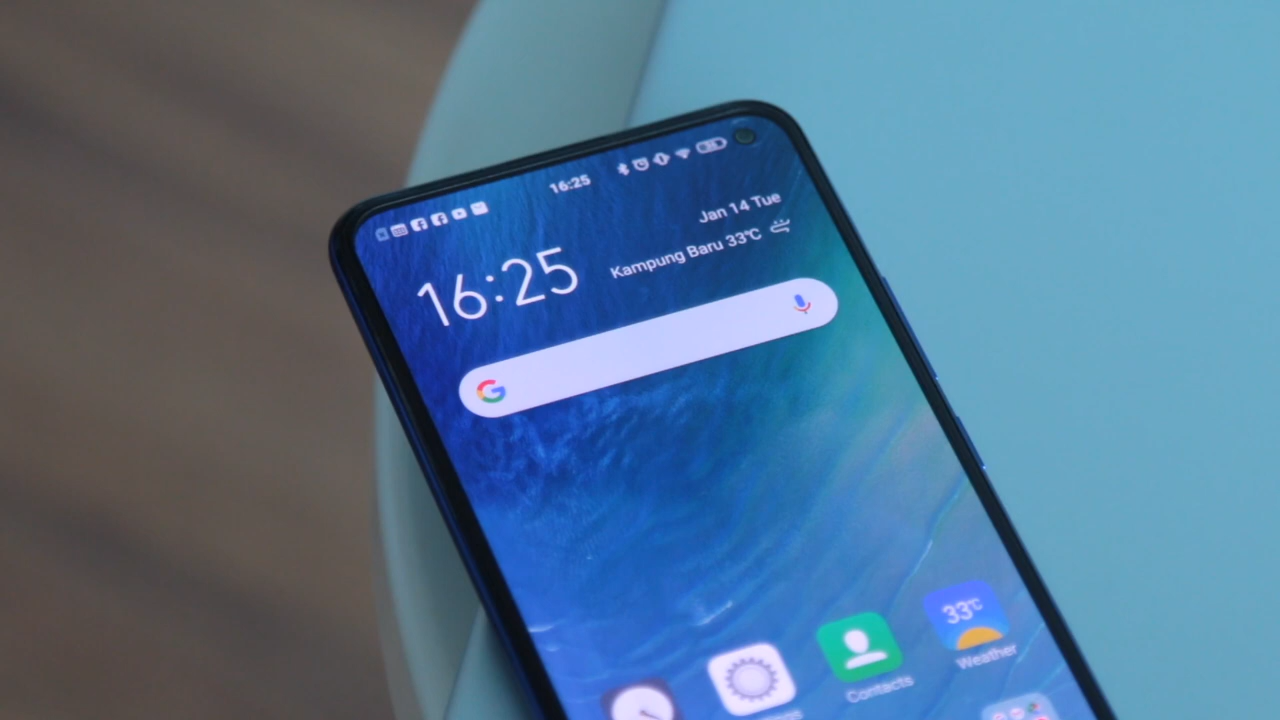 16:25
Jan 14 Tue
16:25
Kampung Baru 33°C
33°C
Contacts
Weather